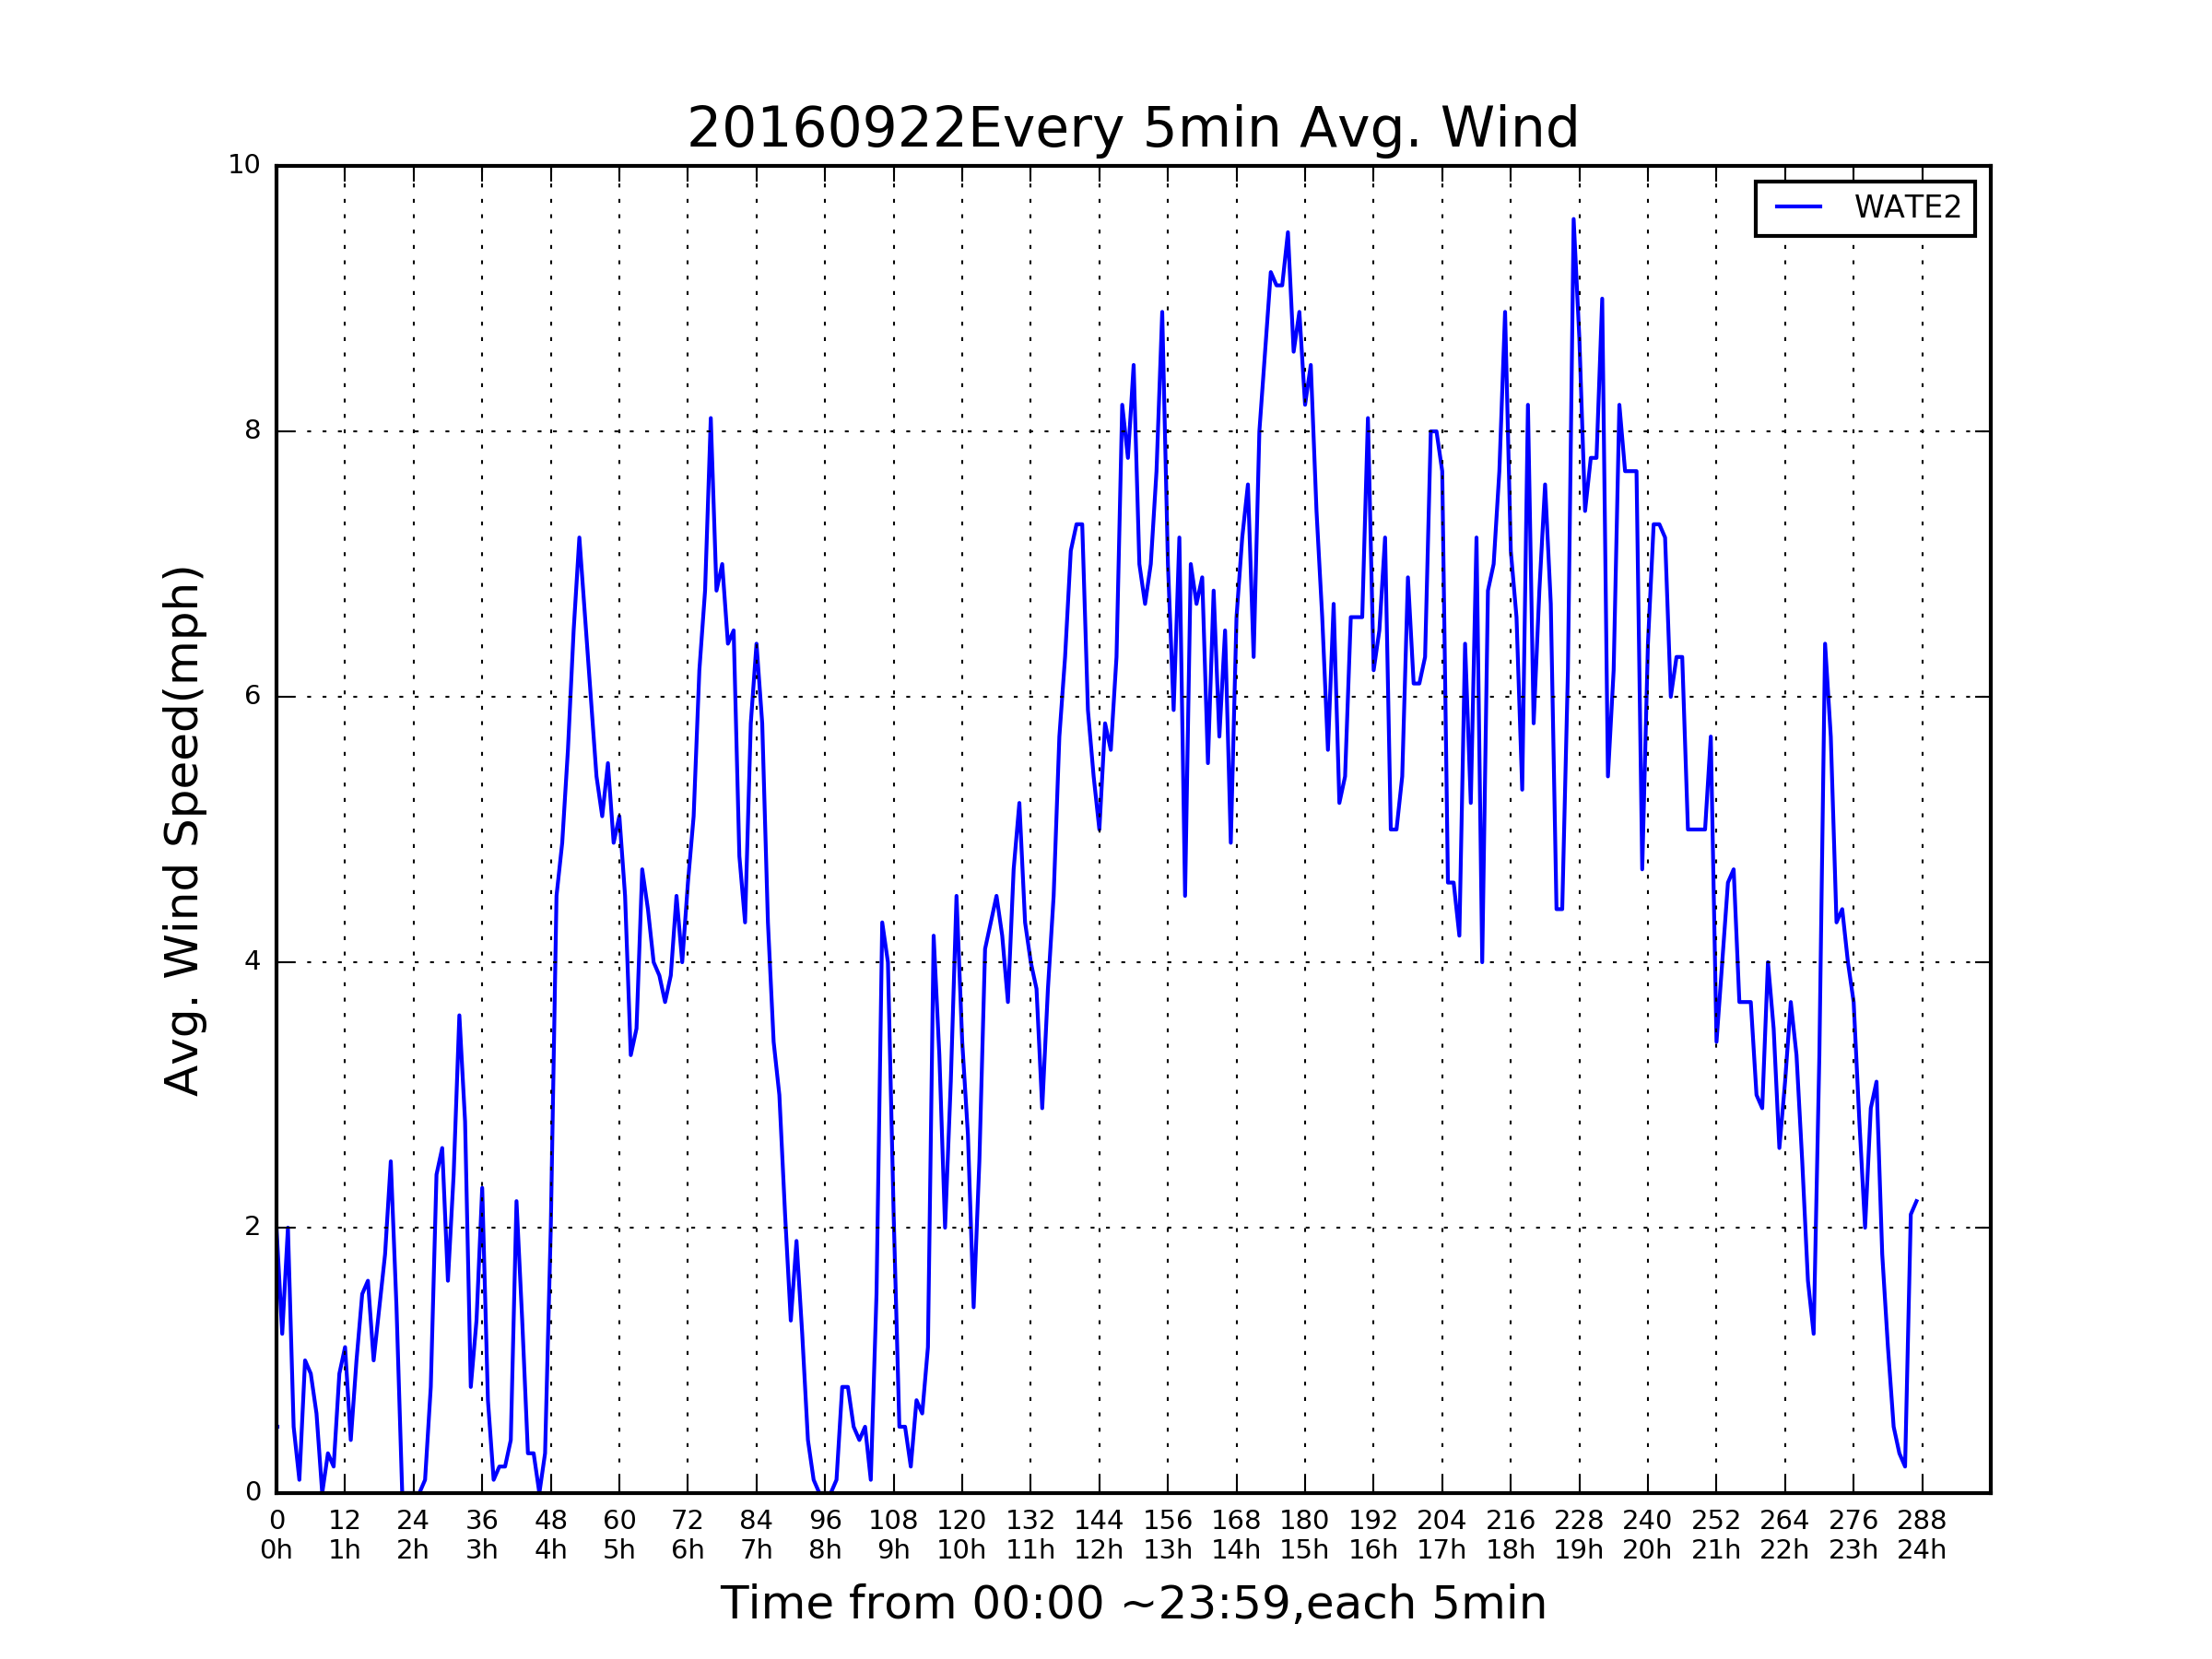 20160922Every 5min Avg. Wind
WATE2
Avg. Wind Speed(mph)
10
8
6
4
2
0
0 12 24 36 48 60 72 84 96 108 120 132 144 156 168 180 192 204 216 228 240 252 264 276 288
0h 1h 2h 3h 4h 5h 6h 7h 8h 9h 10h 11h 12h 13h 14h 15h 16h 17h 18h 19h 20h 21h 22h 23h 24h
Time from 00:00 ~23:59,each 5min